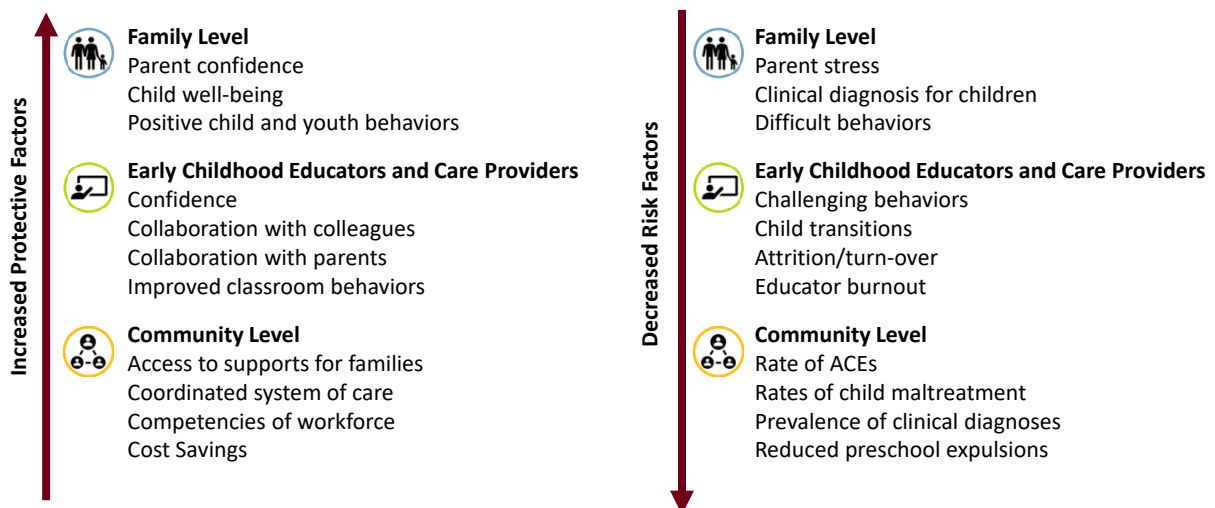 Increased Protective Factors
Family Level
Parent confidence
Child well-being
Positive child and youth behaviors
Early Childhood Educators and Care Providers
Confidence
Collaboration with colleagues
Collaboration with parents
Improved classroom behaviors
Community Level
Access to supports for families
Coordinated system of care
Competencies of workforce
Cost Savings
Decreased Risk Factors
Family Level
Parent stress
Clinical diagnosis for children
Difficult behaviors
Early Childhood Educators and Care Providers
Challenging behaviors
Child transitions
Attrition/turn-over
Educator burnout
Community Level
Rate of ACEs
Rates of child maltreatment
Prevalence of clinical diagnoses
Reduced preschool expulsions